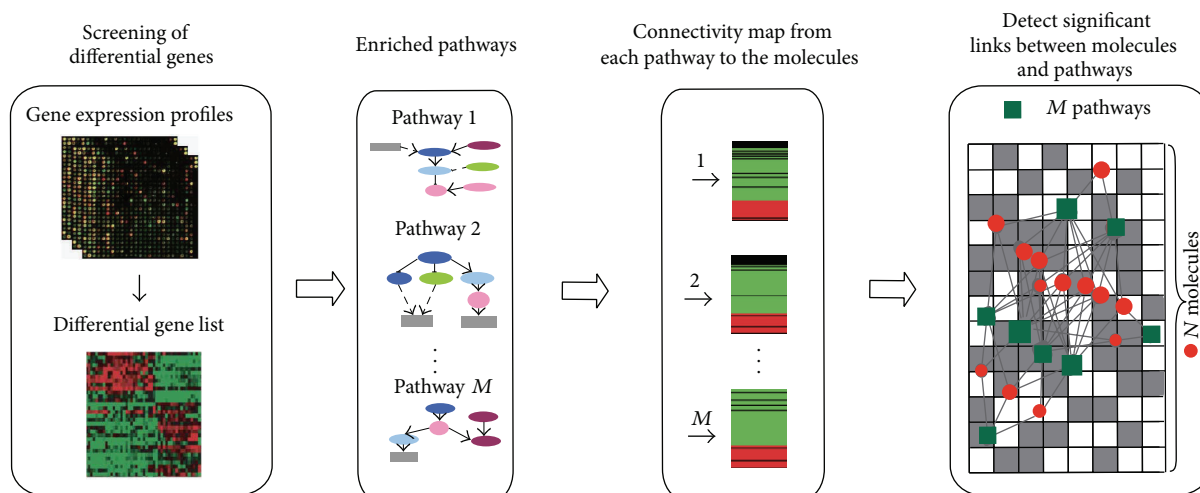 Screening of
differential genes
Gene expression profiles
Differential gene list
Enriched pathways
Pathway 1
Pathway 2
⋮
Pathway M
Connectivity map from
each pathway to the molecules
1
2
⋮
M
Detect significant
links between molecules
and pathways
M pathways
N molecules